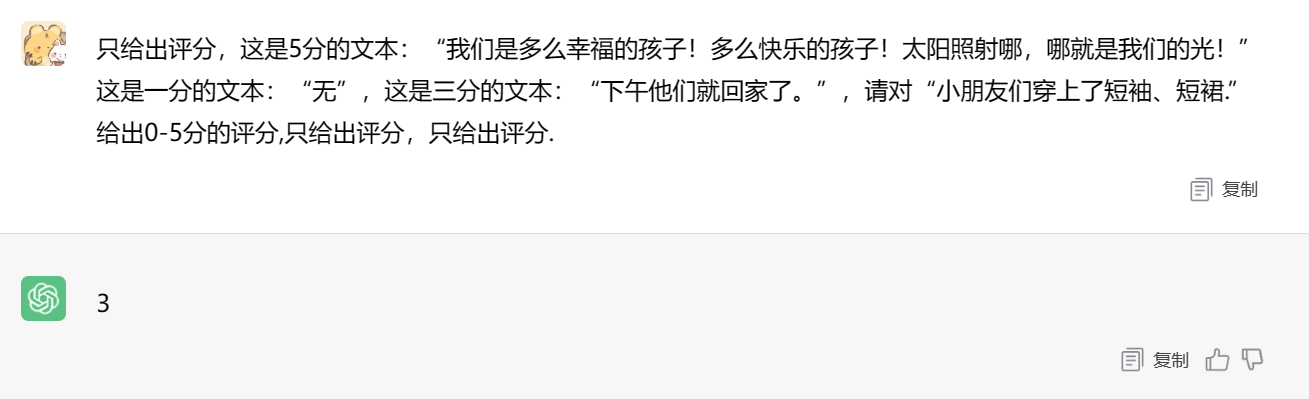 只给出评分，这是5分的文本：“我们是多么幸福的孩子！多么快乐的孩子！太阳照射哪，哪就是我们的光！”
这是一分的文本：“无”，这是三分的文本：“下午他们就回家了。”，请对“小朋友们穿上了短袖、短裙.”
给出0-5分的评分,只给出评分，只给出评分.
复制
3
复制